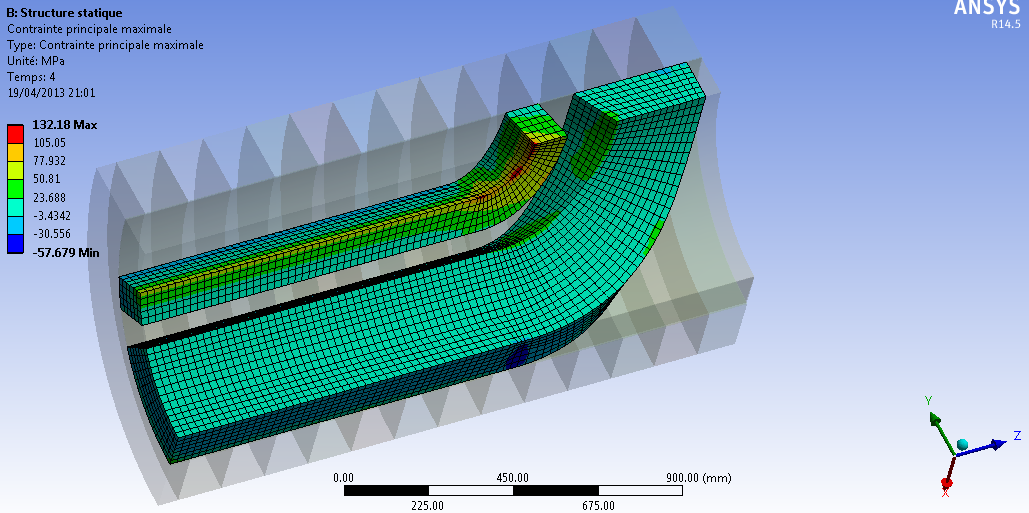 B: Structure statique
Contrainte principale maximale
Type: Contrainte principale maximale
Unité: MPa
Temps: 4
19/04/2013 21:01
ANSYS
R14.5
132.18 Max
105.05
77.932
50.81
23.688
-3.4342
-30.556
-57.679 Min
0.00 450.00 900.00 (mm)
225.00 675.00
Y
Z
X